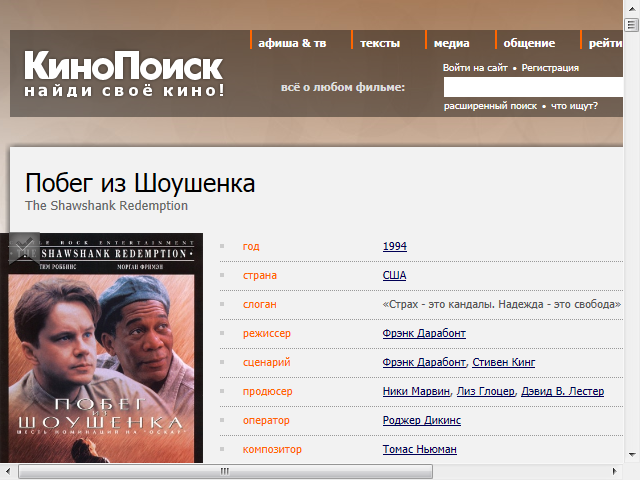 афиша & тв
тексты
медиа
общение
рейти
КиноПоиск
найди своё кино!
Войти на сайт • Регистрация
всё о любом фильме:
расширенный поиск • что ищут?
Побег из Шоушенка
The Shawshank Redemption
LE ROCK ENTERTAINMENT
THE SHAWSHANK REDEMPTION
ТИМ РОББИНС
МОРГАН ФРИМЭН
ПОБЕГ
ИЗ
ШОУШЕНКА
ШЕСТЬ НОМИНАЦИЙ НА "ОСКАР"
год 1994
страна США
слоган «Страх - это кандалы. Надежда - это свобода»
режиссер Фрэнк Дарабонт
сценарий Фрэнк Дарабонт, Стивен Кинг
продюсер Ники Марвин, Лиз Глоцер, Дэвид В. Лестер
оператор Роджер Дикинс
композитор Томас Ньюман